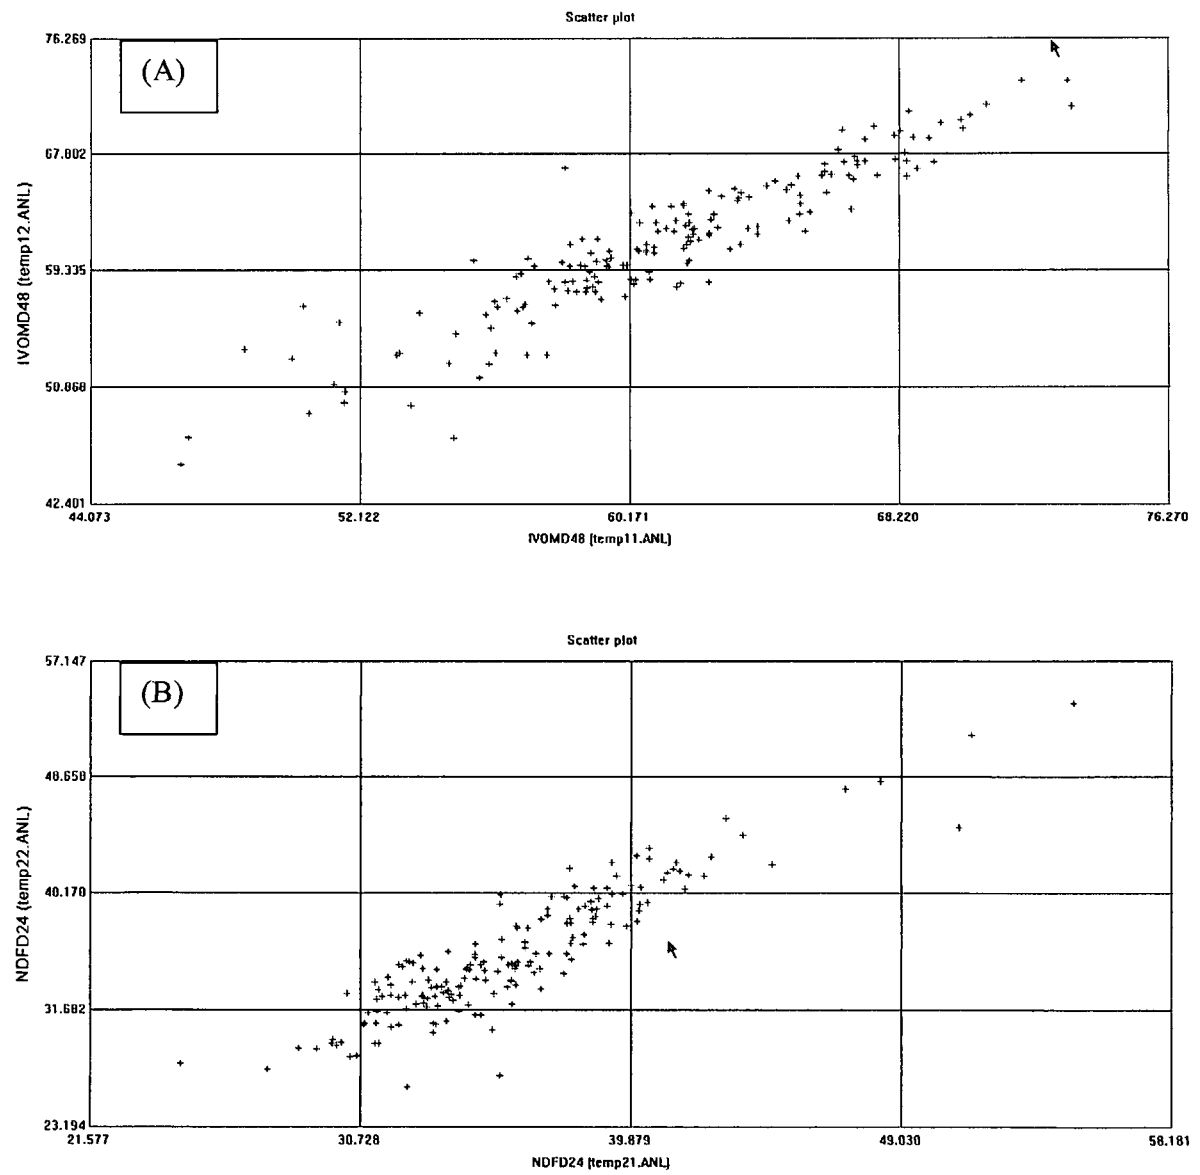 Scatter plot
76.269
(A)
67.802
59.335
50.868
42.401
IVOMD48 (temp12.ANL)
44.073 52.122 60.171 68.220 76.270
IVOMD48 (temp11.ANL)
Scatter plot
57.147
(B)
48.658
40.170
31.682
23.194
NDFD24 (temp22.ANL)
21.577 30.728 39.879 49.030 58.181
NDFD24 (temp21.ANL)